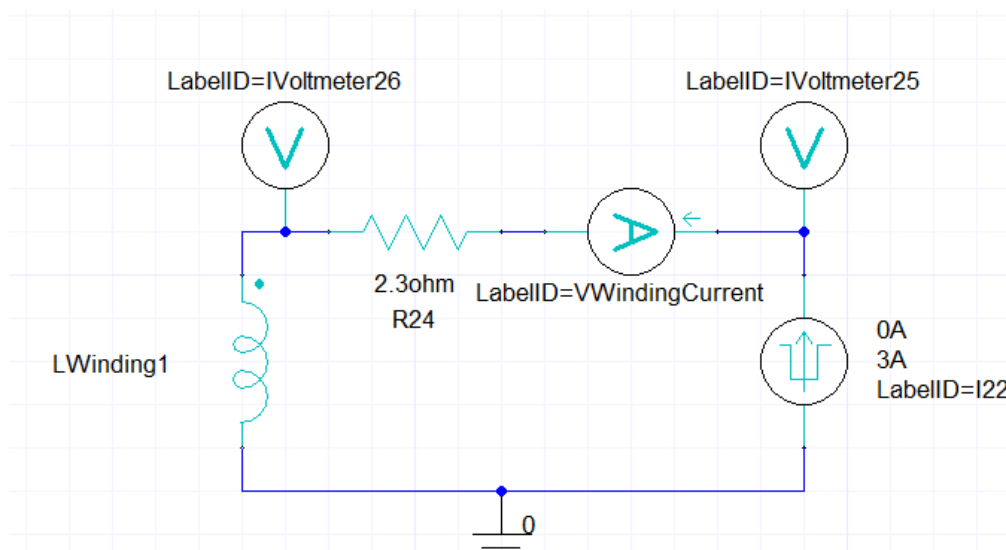 LabelID=IVoltmeter26
LabelID=IVoltmeter25
V
V
A
2.3ohm
R24
LabelID=VWindingCurrent
LWinding1
0A
3A
LabelID=I22
0